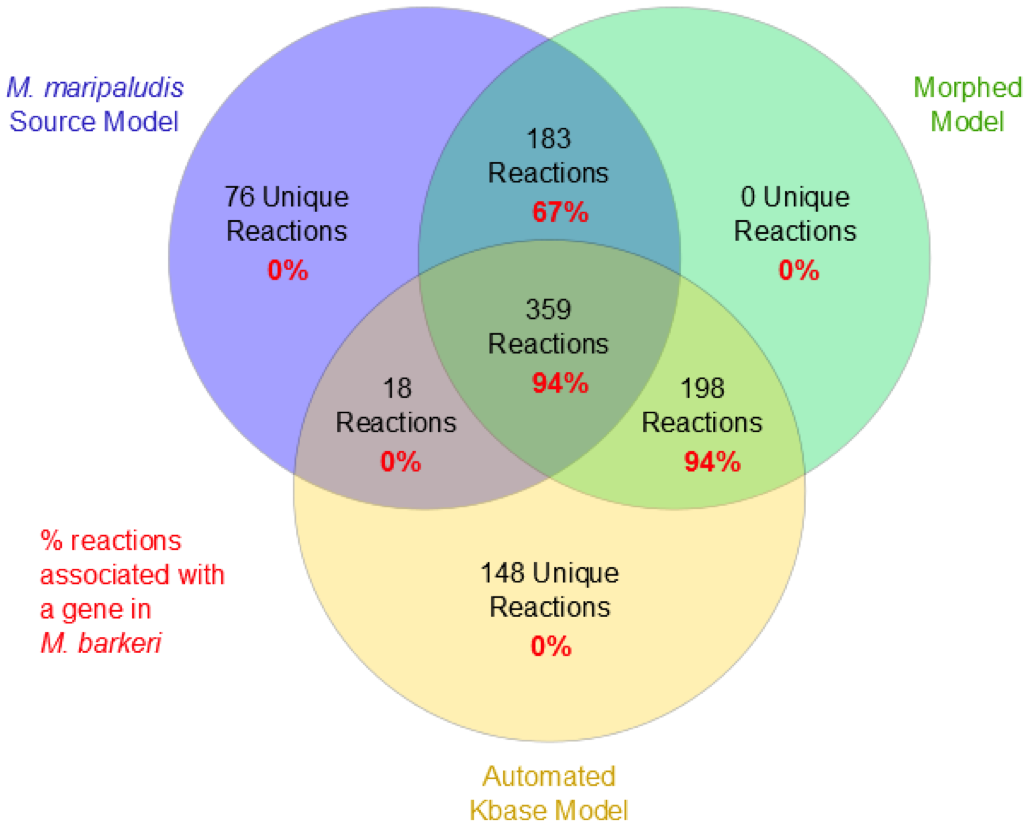 M. maripaludis
Source Model
Morphed
Model
183
Reactions
67%
76 Unique
Reactions
0%
0 Unique
Reactions
0%
359
Reactions
94%
18
Reactions
0%
198
Reactions
94%
% reactions
associated with
a gene in
M. barkeri
148 Unique
Reactions
0%
Automated
Kbase Model